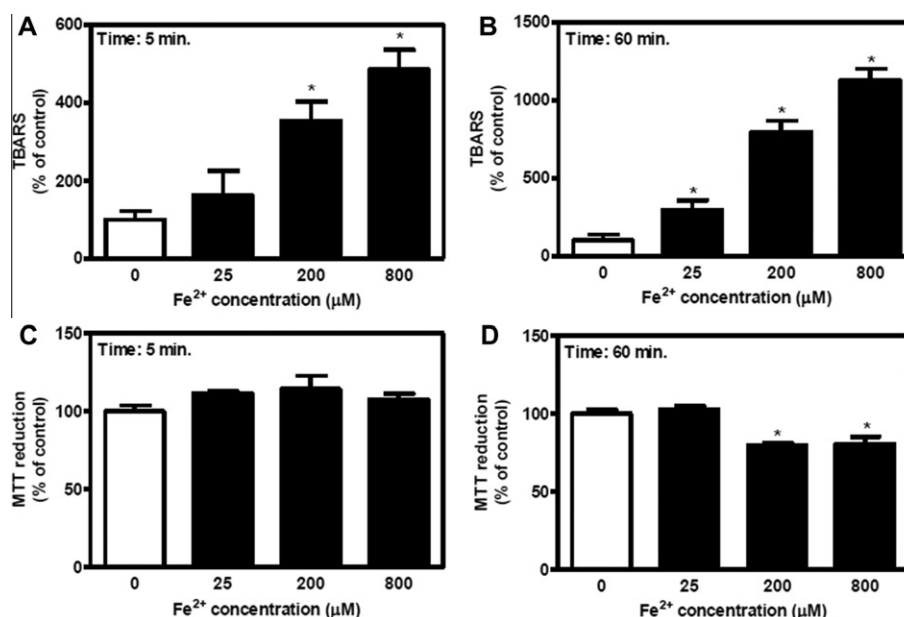 A
Time: 5 min.
TBARS
(% of control)
600
400
200
0
*
*
0 25 200 800
Fe²⁺ concentration (μM)
B
Time: 60 min.
TBARS
(% of control)
1500
1000
500
0
*
*
*
0 25 200 800
Fe²⁺ concentration (μM)
C
Time: 5 min.
MTT reduction
(% of control)
150
100
50
0
0 25 200 800
Fe²⁺ concentration (μM)
D
Time: 60 min.
MTT reduction
(% of control)
150
100
50
0
*
*
0 25 200 800
Fe²⁺ concentration (μM)